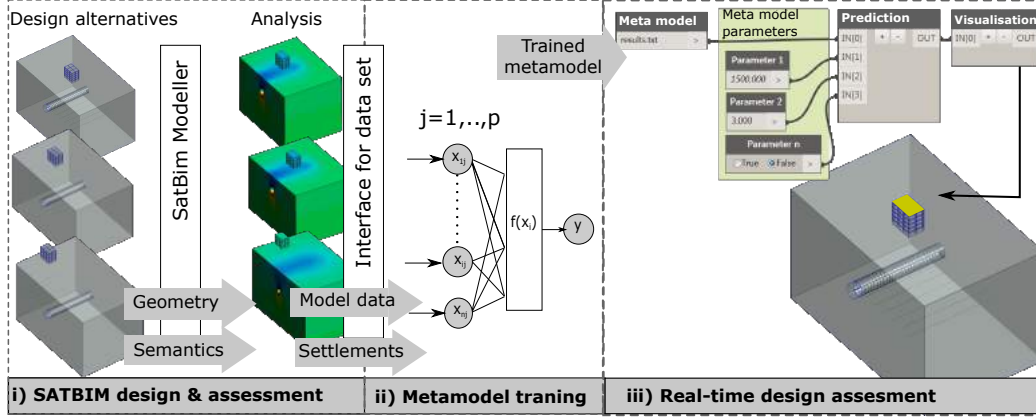 Design alternatives
SatBim Modeller
Geometry
Semantics
Analysis
Interface for data set
Model data
Settlements
j=1,..,p
x1j
xij
xnj
f(xi)
y
Trained
metamodel
Meta model
results.txt >
Meta model
parameters
Parameter 1
1500.000 >
Parameter 2
3.000 >
Parameter n
True False >
Prediction
IN[0] + - OUT
IN[1]
IN[2]
IN[3]
Visualisation
IN[0] + - OUT
i) SATBIM design & assessment
ii) Metamodel traning
iii) Real-time design assesment